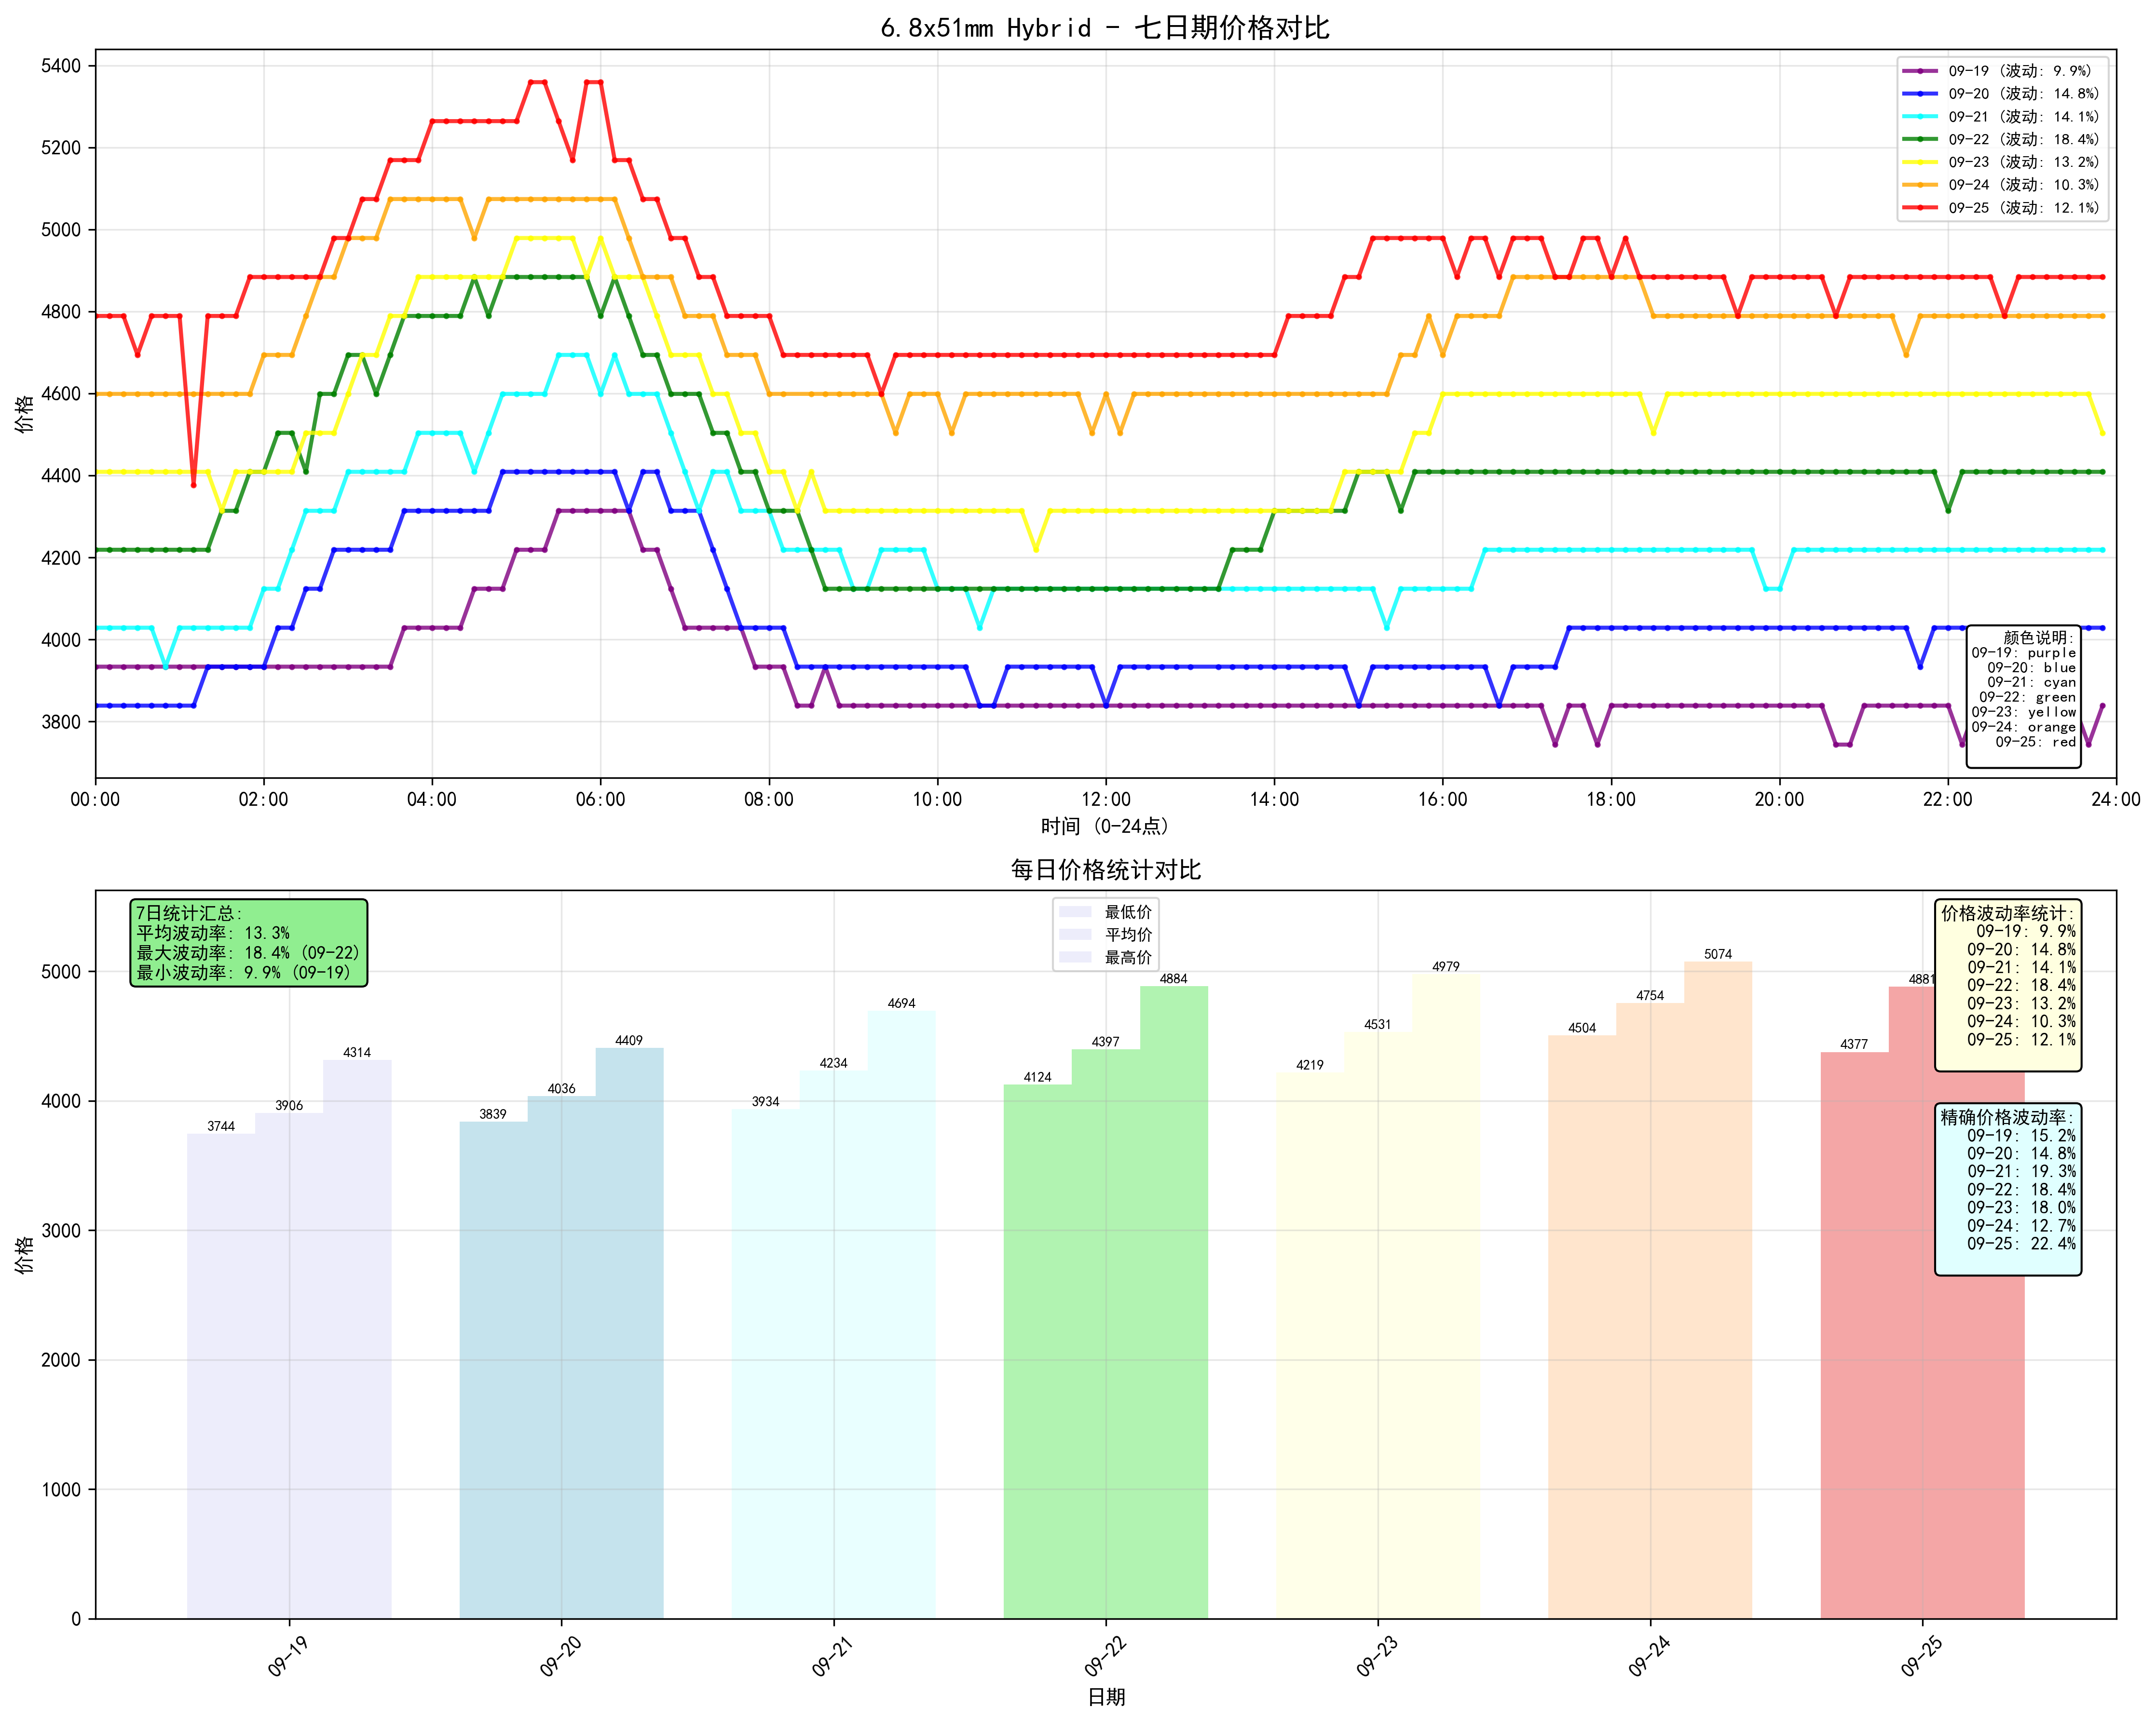 6.8x51mm Hybrid - 七日期价格对比
价格
5400
5200
5000
4800
4600
4400
4200
4000
3800
09-19 (波动: 9.9%)
09-20 (波动: 14.8%)
09-21 (波动: 14.1%)
09-22 (波动: 18.4%)
09-23 (波动: 13.2%)
09-24 (波动: 10.3%)
09-25 (波动: 12.1%)
颜色说明:
09-19: purple
09-20: blue
09-21: cyan
09-22: green
09-23: yellow
09-24: orange
09-25: red
00:00 02:00 04:00 06:00 08:00 10:00 12:00 14:00 16:00 18:00 20:00 22:00 24:00
时间 (0-24点)
每日价格统计对比
价格
5000
4000
3000
2000
1000
0
7日统计汇总:
平均波动率: 13.3%
最大波动率: 18.4% (09-22)
最小波动率: 9.9% (09-19)
最低价
平均价
最高价
价格波动率统计:
09-19: 9.9%
09-20: 14.8%
09-21: 14.1%
09-22: 18.4%
09-23: 13.2%
09-24: 10.3%
09-25: 12.1%
精确价格波动率:
09-19: 15.2%
09-20: 14.8%
09-21: 19.3%
09-22: 18.4%
09-23: 18.0%
09-24: 12.7%
09-25: 22.4%
3744 3906 4314
3839 4036 4409
3934 4234 4694
4124 4397 4884
4219 4531 4979
4504 4754 5074
4377 4881
09-19 09-20 09-21 09-22 09-23 09-24 09-25
日期